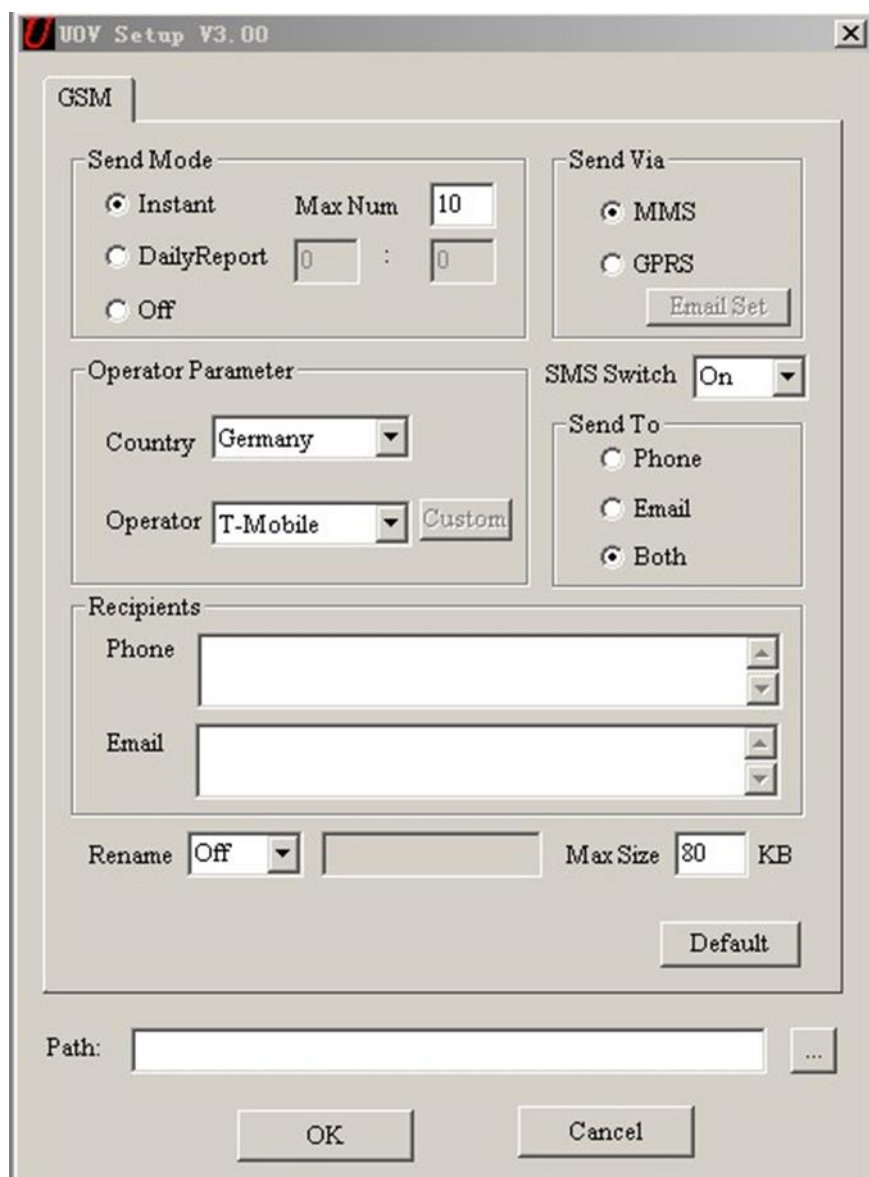 UOV Setup V3.00
GSM
Send Mode
Instant Max Num 10
DailyReport 0 : 0
Off
Send Via
MMS
GPRS
Email Set
Operator Parameter
Country Germany
Operator T-Mobile Custom
SMS Switch On
Send To
Phone
Email
Both
Recipients
Phone
Email
Rename Off Max Size 80 KB
Default
Path: ...
OK Cancel